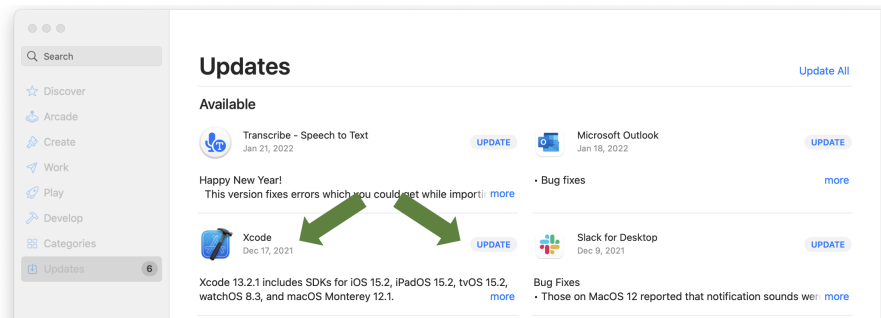 Search
Discover
Arcade
Create
Work
Play
Develop
Categories
Updates 6
Updates
Update All
Available
Transcribe - Speech to Text
Jan 21, 2022
UPDATE
Happy New Year!
This version fixes errors which you could get while importi more
Microsoft Outlook
Jan 18, 2022
UPDATE
• Bug fixes more
Xcode
Dec 17, 2021
UPDATE
Xcode 13.2.1 includes SDKs for iOS 15.2, iPadOS 15.2, tvOS 15.2,
watchOS 8.3, and macOS Monterey 12.1. more
Slack for Desktop
Dec 9, 2021
UPDATE
Bug Fixes
• Those on MacOS 12 reported that notification sounds wer more